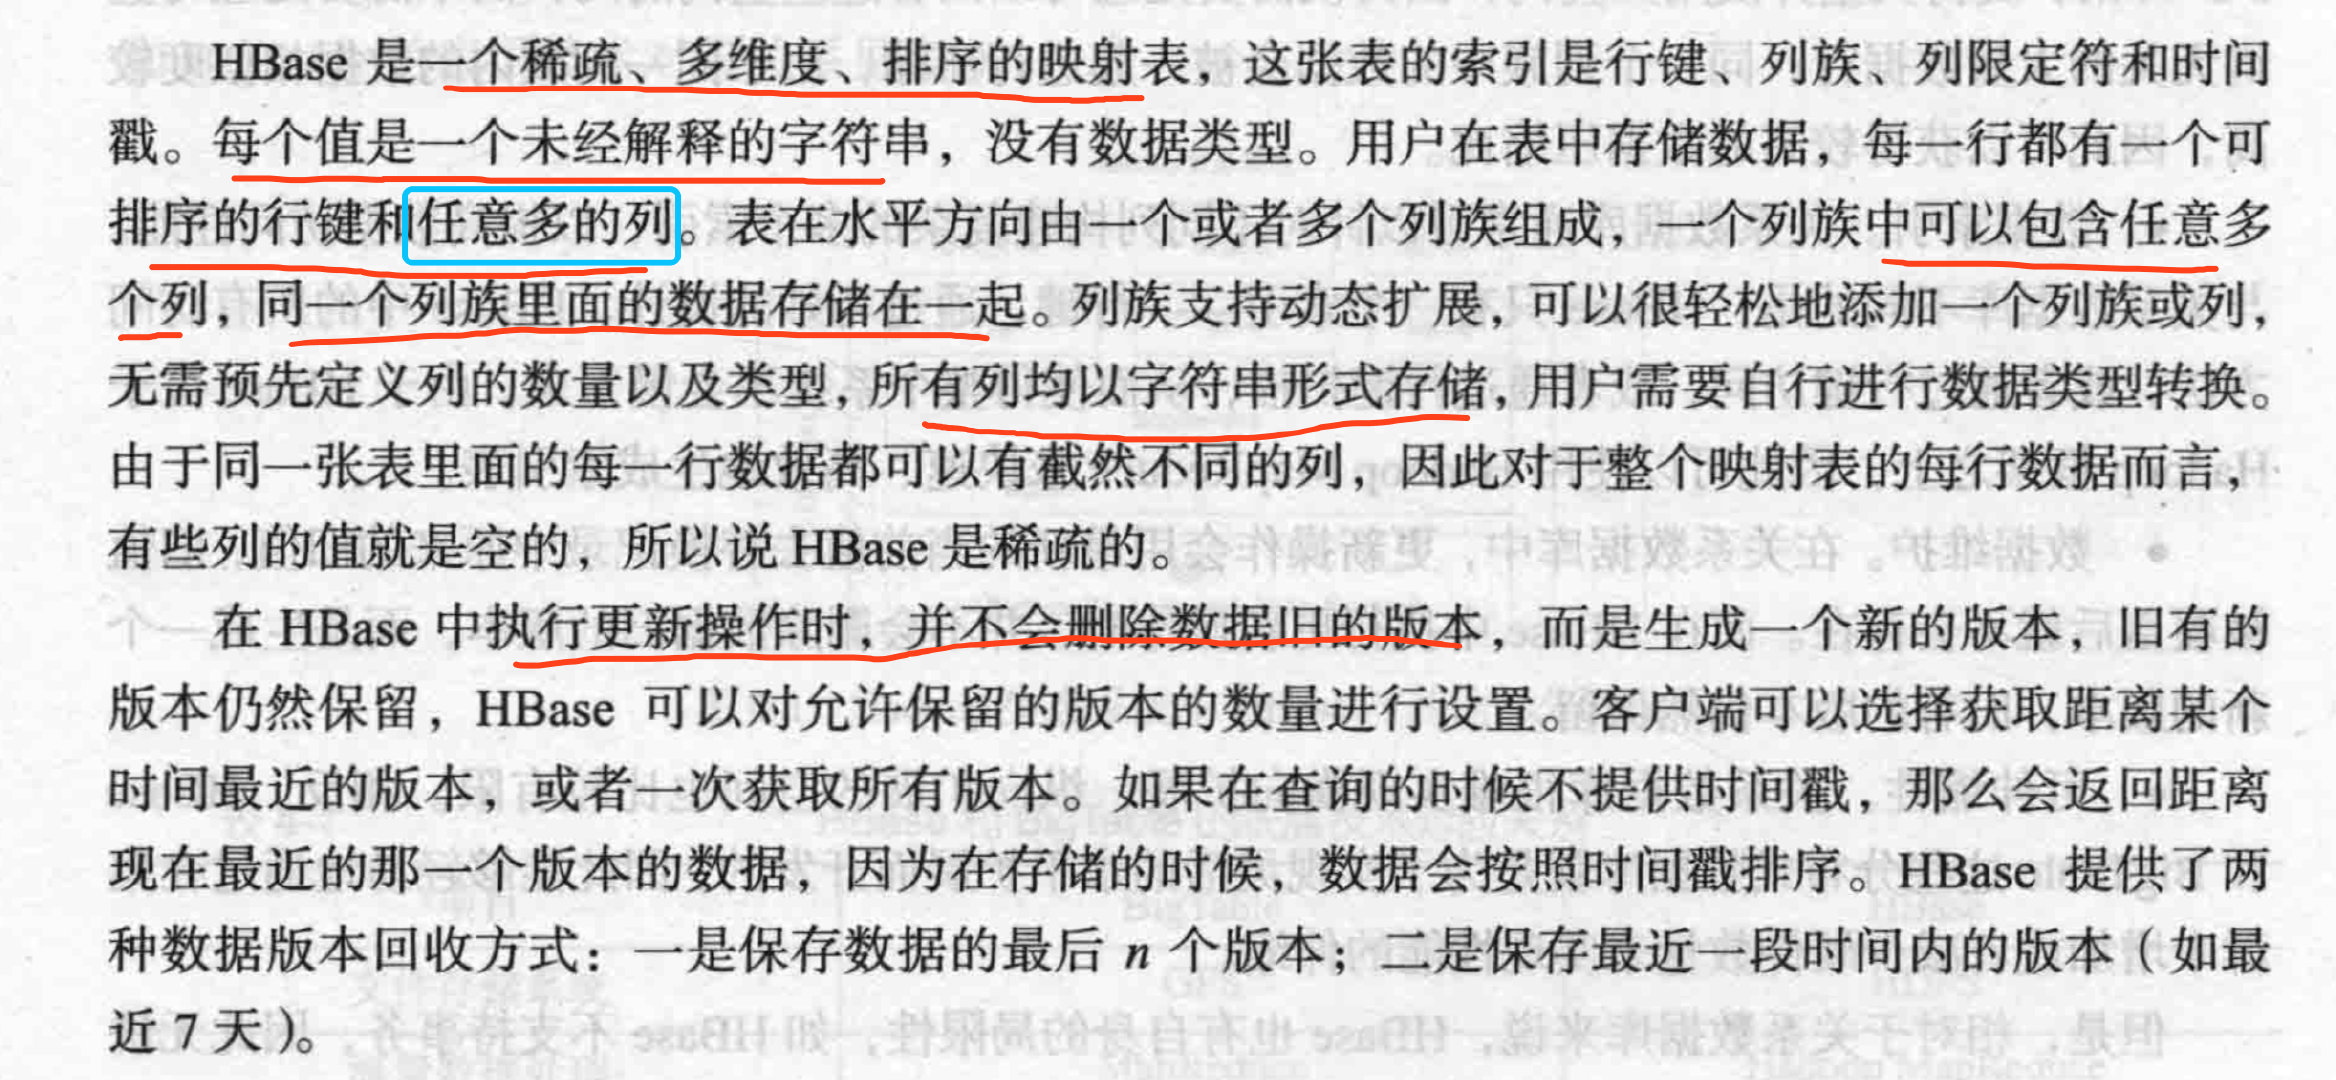 HBase 是一个稀疏、多维度、排序的映射表，这张表的索引是行键、列族、列限定符和时间
戳。每个值是一个未经解释的字符串，没有数据类型。用户在表中存储数据，每一行都有一个可
排序的行键和任意多的列。表在水平方向由一个或者多个列族组成，一个列族中可以包含任意多
个列，同一个列族里面的数据存储在一起。列族支持动态扩展，可以很轻松地添加一个列族或列，
无需预先定义列的数量以及类型，所有列均以字符串形式存储，用户需要自行进行数据类型转换。
由于同一张表里面的每一行数据都可以有截然不同的列，因此对于整个映射表的每行数据而言，
有些列的值就是空的，所以说 HBase 是稀疏的。
在 HBase 中执行更新操作时，并不会删除数据旧的版本，而是生成一个新的版本，旧有的
版本仍然保留，HBase 可以对允许保留的版本的数量进行设置。客户端可以选择获取距离某个
时间最近的版本，或者一次获取所有版本。如果在查询的时候不提供时间戳，那么会返回距离
现在最近的那一个版本的数据，因为在存储的时候，数据会按照时间戳排序。HBase 提供了两
种数据版本回收方式：一是保存数据的最后 n 个版本；二是保存最近一段时间内的版本（如最
近 7 天）。